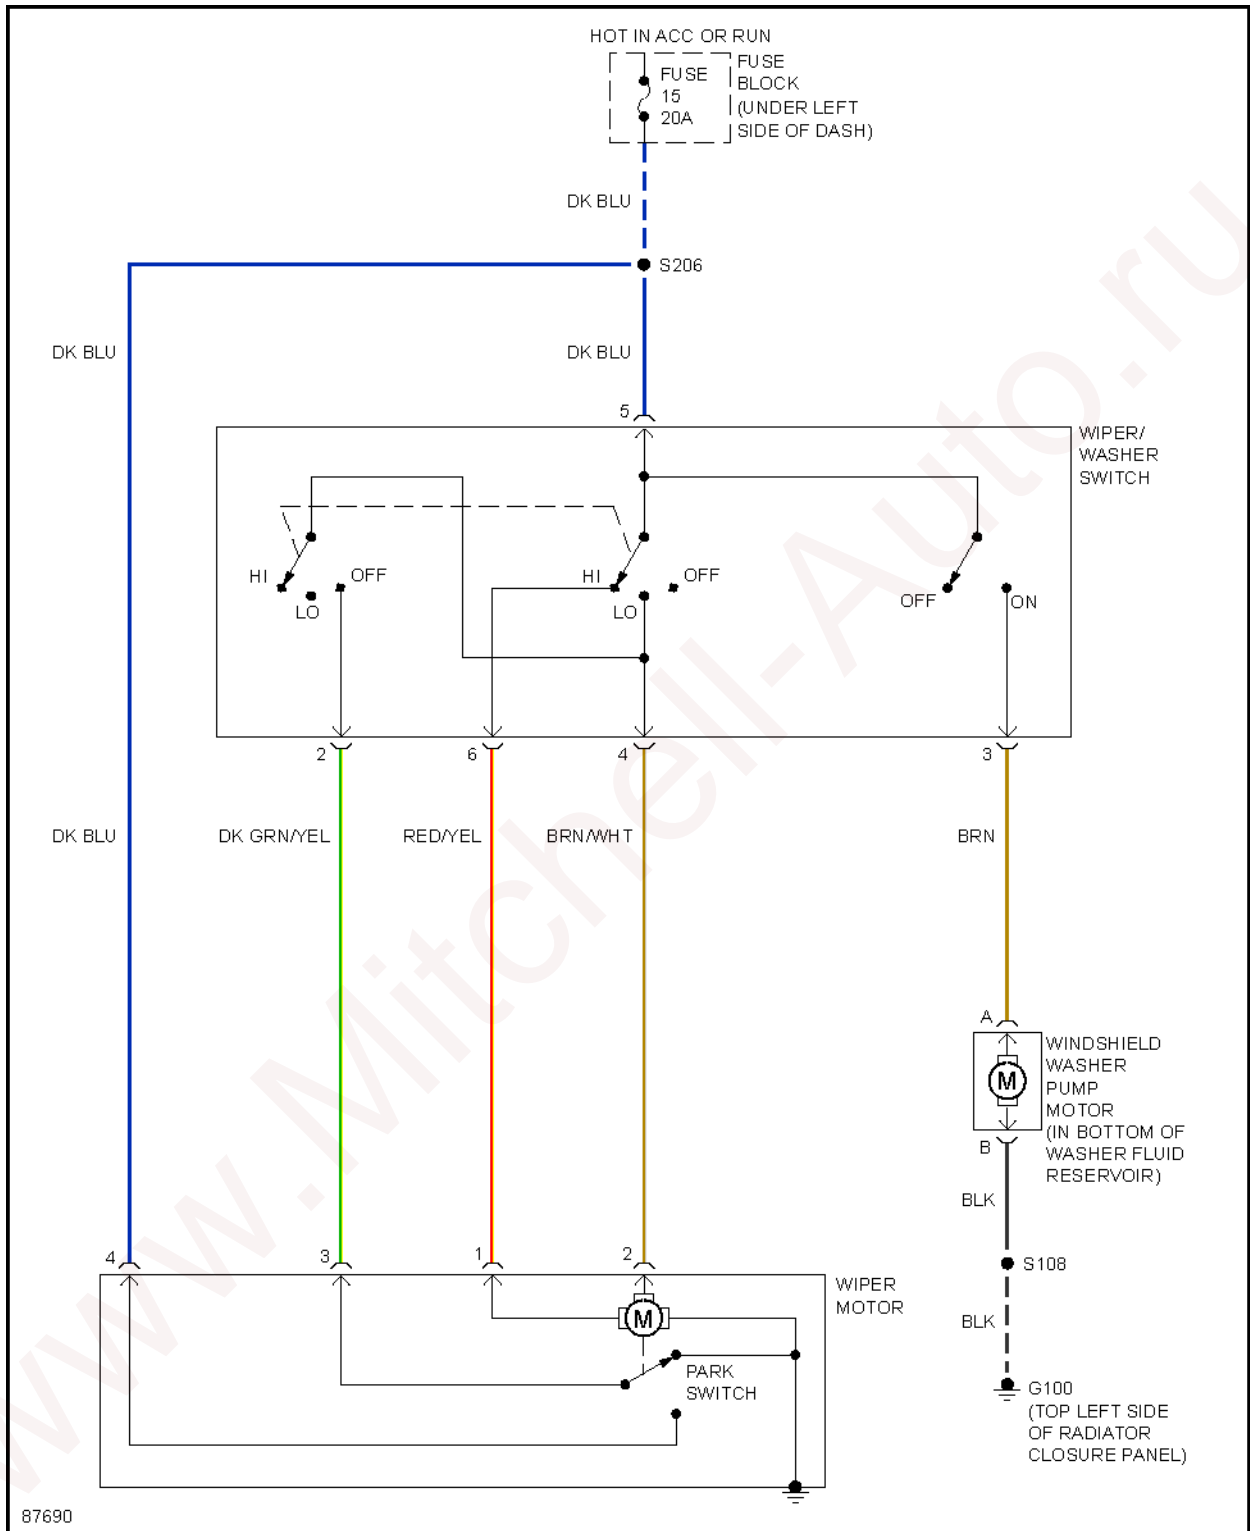 HOT IN ACC OR RUN
FUSE
15
20A
FUSE
BLOCK
(UNDER LEFT
SIDE OF DASH)
DK BLU
S206
DK BLU
DK BLU
5
WIPER/
WASHER
SWITCH
HI
LO
OFF
HI
LO
OFF
OFF
ON
2
6
4
3
DK BLU
DK GRN/YEL
RED/YEL
BRN/WHT
BRN
A
WINDSHIELD
WASHER
PUMP
MOTOR
(IN BOTTOM OF
WASHER FLUID
RESERVOIR)
M
B
BLK
S108
BLK
G100
(TOP LEFT SIDE
OF RADIATOR
CLOSURE PANEL)
4
3
1
2
WIPER
MOTOR
M
PARK
SWITCH
87690
www.Mitchell-Auto.ru